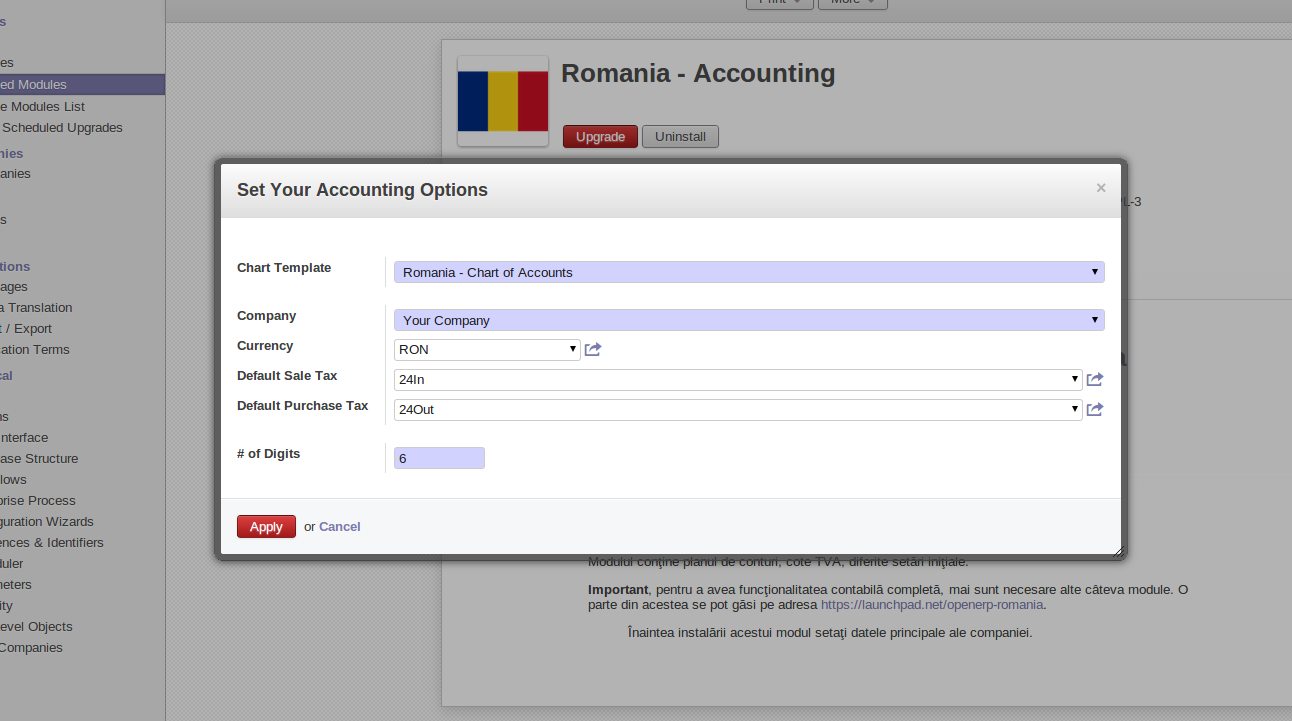 Print
More
s
es
ed Modules
e Modules List
Scheduled Upgrades
nies
anies
s
tions
ages
a Translation
t / Export
ation Terms
cal
ns
nterface
ase Structure
lows
prise Process
guration Wizards
ences & Identifiers
duler
meters
ity
evel Objects
Companies
Romania - Accounting
Upgrade
Uninstall
PL-3
Set Your Accounting Options
×
Chart Template
Romania - Chart of Accounts
Company
Your Company
Currency
RON
Default Sale Tax
24In
Default Purchase Tax
24Out
# of Digits
6
Apply or Cancel
Modulul conţine planul de conturi, cote TVA, diferite setări iniţiale.
Important, pentru a avea funcţionalitatea contabilă completă, mai sunt necesare alte câteva module. O
parte din acestea se pot găsi pe adresa https://launchpad.net/openerp-romania.
Înaintea instalării acestui modul setaţi datele principale ale companiei.